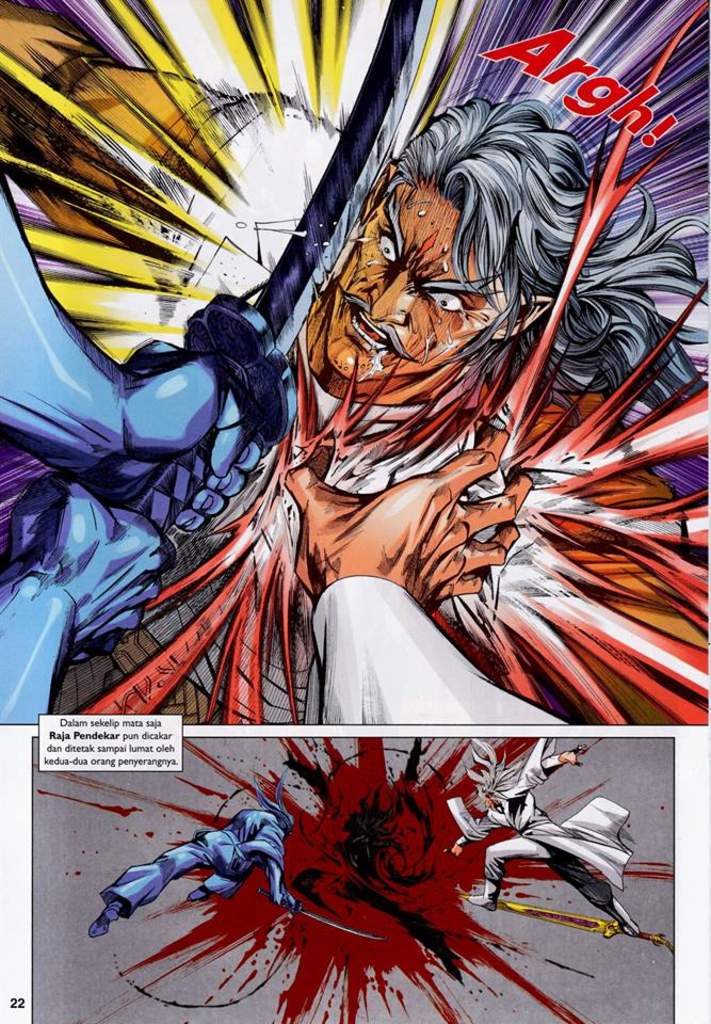 Argh!
Dalam sekelip mata saja
Raja Pendekar pun dicakar
dan ditetak sampai lumat oleh
kedua-dua orang penyerangnya.
22